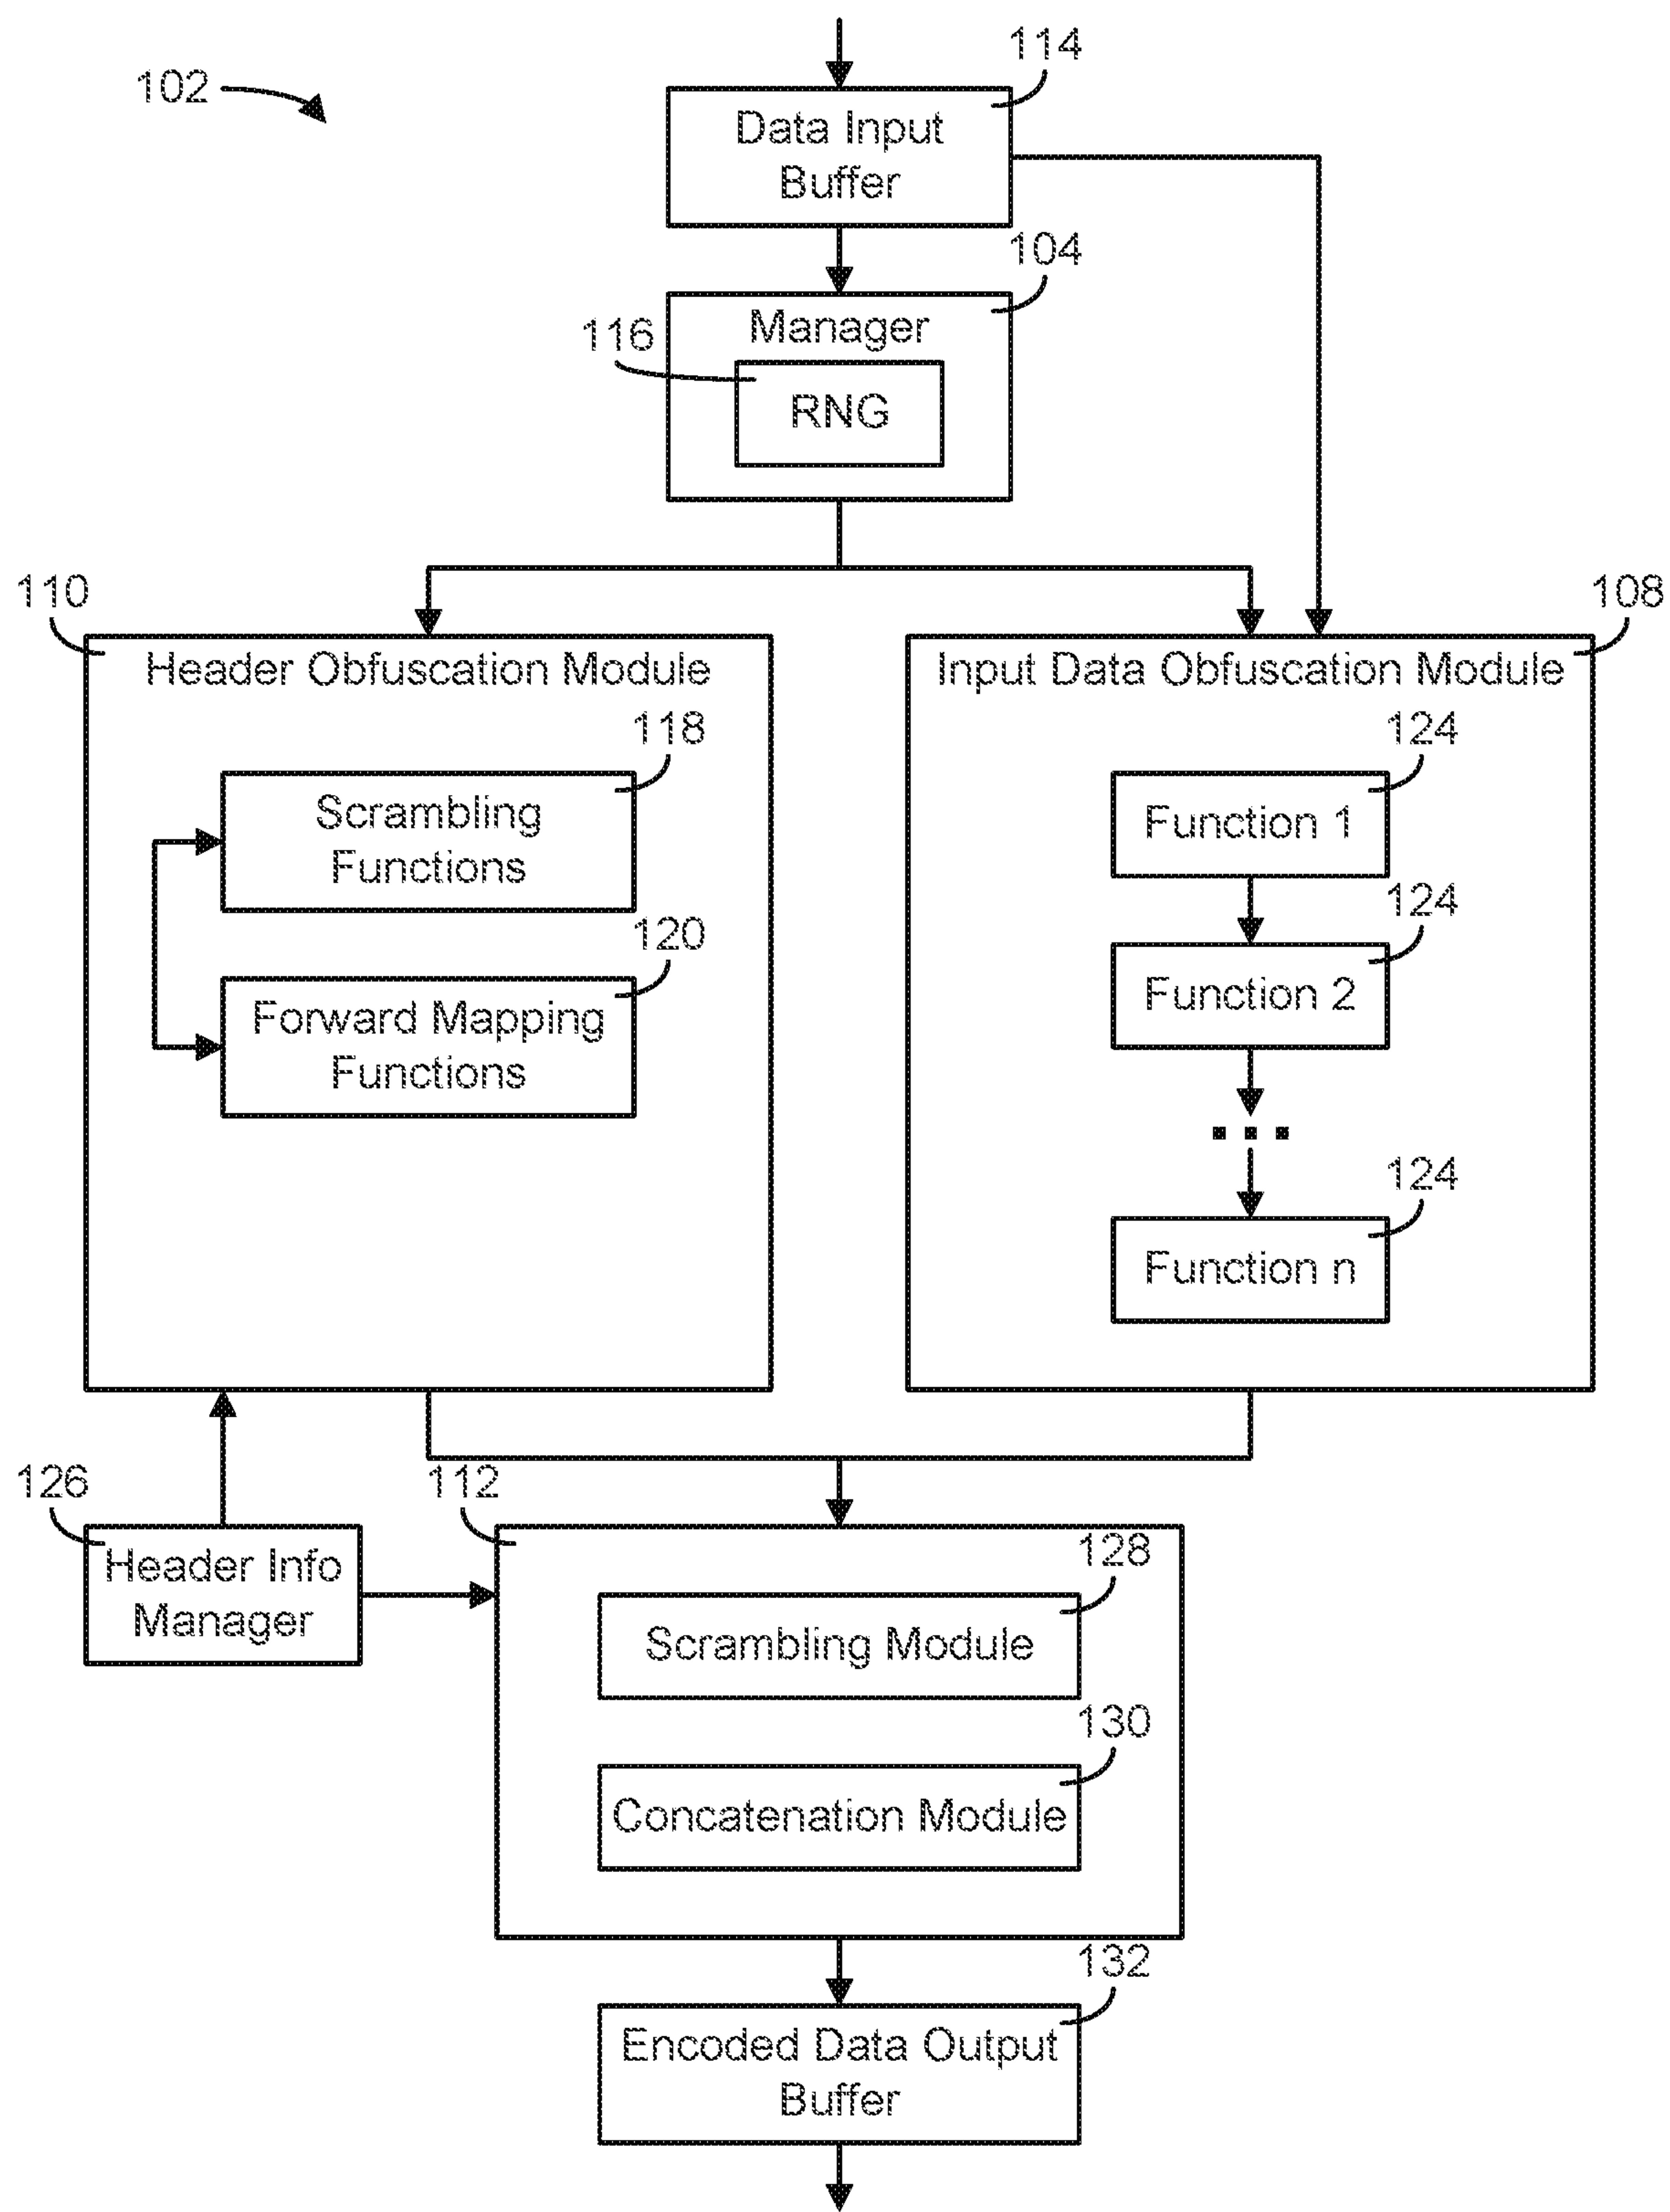 114
102
Data Input
Buffer
104
Manager
116
RNG
110
108
Header Obfuscation Module
Input Data Obfuscation Module
118
124
Scrambling
Functions
Function 1
120
124
Forward Mapping
Functions
Function 2
...
124
Function n
126
112
Header Info
Manager
128
Scrambling Module
130
Concatenation Module
132
Encoded Data Output
Buffer